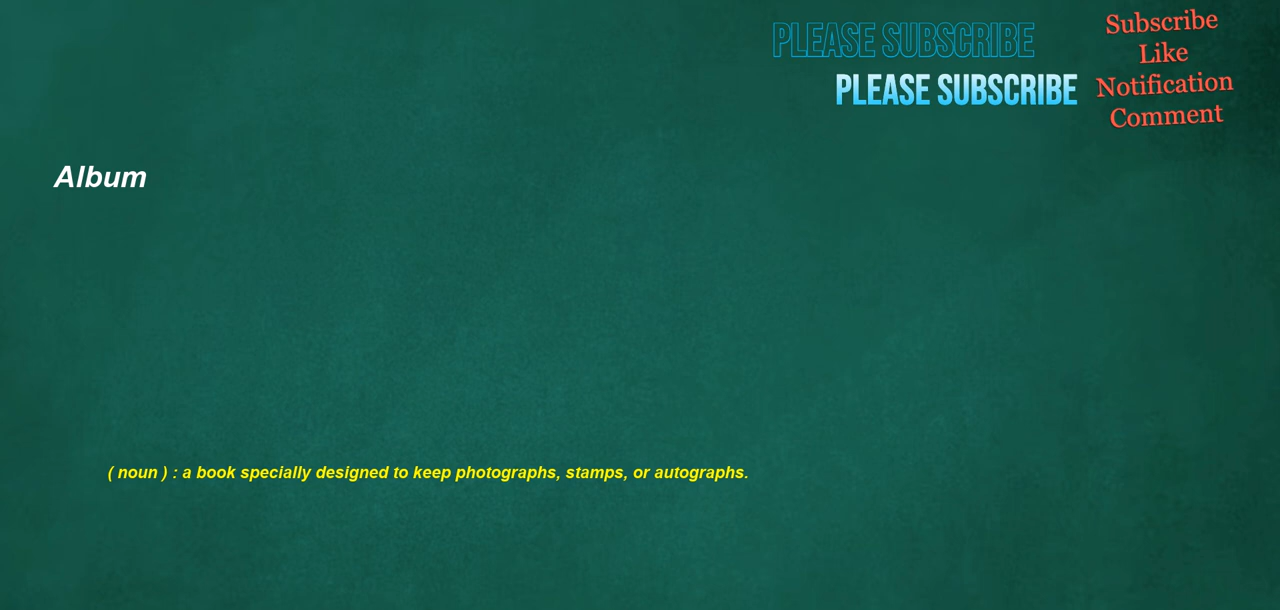 PLEASE SUBSCRIBE
PLEASE SUBSCRIBE
Subscribe
Like
Notification
Comment
Album
( noun ) : a book specially designed to keep photographs, stamps, or autographs.